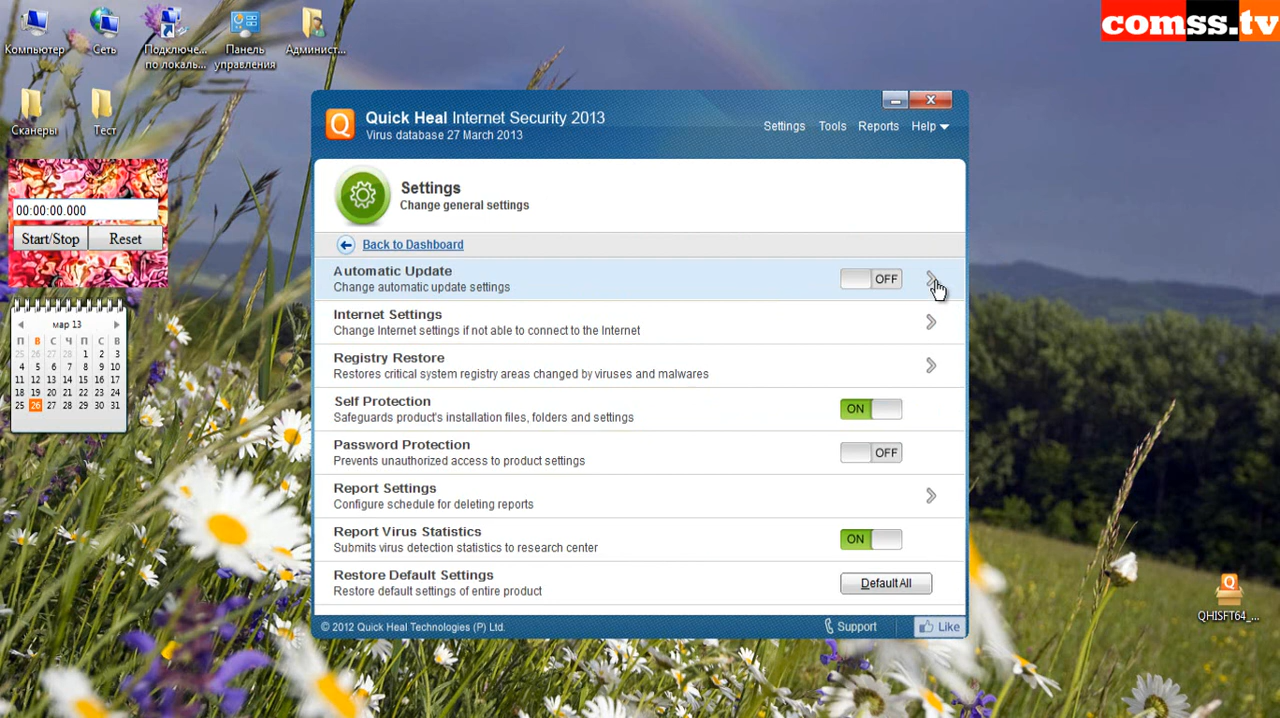 comss.tv
Компьютер
Сеть
Подключе...
по локаль...
Панель
управления
Админист...
Сканеры
Тест
00:00:00.000
Start/Stop
Reset
мар 13
П В С Ч П С В
25 26 27 28 1 2 3
4 5 6 7 8 9 10
11 12 13 14 15 16 17
18 19 20 21 22 23 24
25 26 27 28 29 30 31
Q
Quick Heal Internet Security 2013
Virus database 27 March 2013
Settings Tools Reports Help
Settings
Change general settings
Back to Dashboard
Automatic Update
Change automatic update settings
OFF
Internet Settings
Change Internet settings if not able to connect to the Internet
Registry Restore
Restores critical system registry areas changed by viruses and malwares
Self Protection
Safeguards product's installation files, folders and settings
ON
Password Protection
Prevents unauthorized access to product settings
OFF
Report Settings
Configure schedule for deleting reports
Report Virus Statistics
Submits virus detection statistics to research center
ON
Restore Default Settings
Restore default settings of entire product
Default All
© 2012 Quick Heal Technologies (P) Ltd.
Support
Like
Q
QHISFT64_...